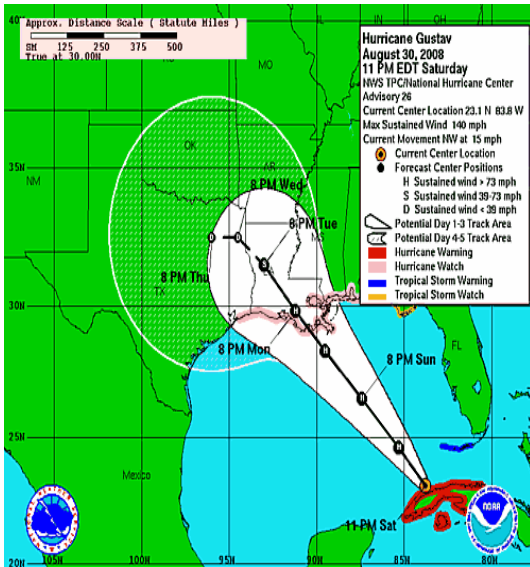 Approx. Distance Scale ( Statute Miles )
SM 125 250 375 500
True at 30.00N
Hurricane Gustav
August 30, 2008
11 PM EDT Saturday
NWS TPC/National Hurricane Center
Advisory 26
Current Center Location 23.1 N 83.8 W
Max Sustained Wind 140 mph
Current Movement NW at 15 mph
Current Center Location
Forecast Center Positions
H Sustained wind > 73 mph
S Sustained wind 39-73 mph
D Sustained wind < 39 mph
Potential Day 1-3 Track Area
Potential Day 4-5 Track Area
Hurricane Warning
Hurricane Watch
Tropical Storm Warning
Tropical Storm Watch
40N
IL
IN
OH
MO
35N
NM
OK
AR
8 PM Wed
8 PM Tue
MS
D D
S
8 PM Thu
TX
30N
H
8 PM Mon
H
FL
8 PM Sun
H
25N
H
Mexico
11 PM Sat
NOAA
20N
105W 100W 95W 90W 85W